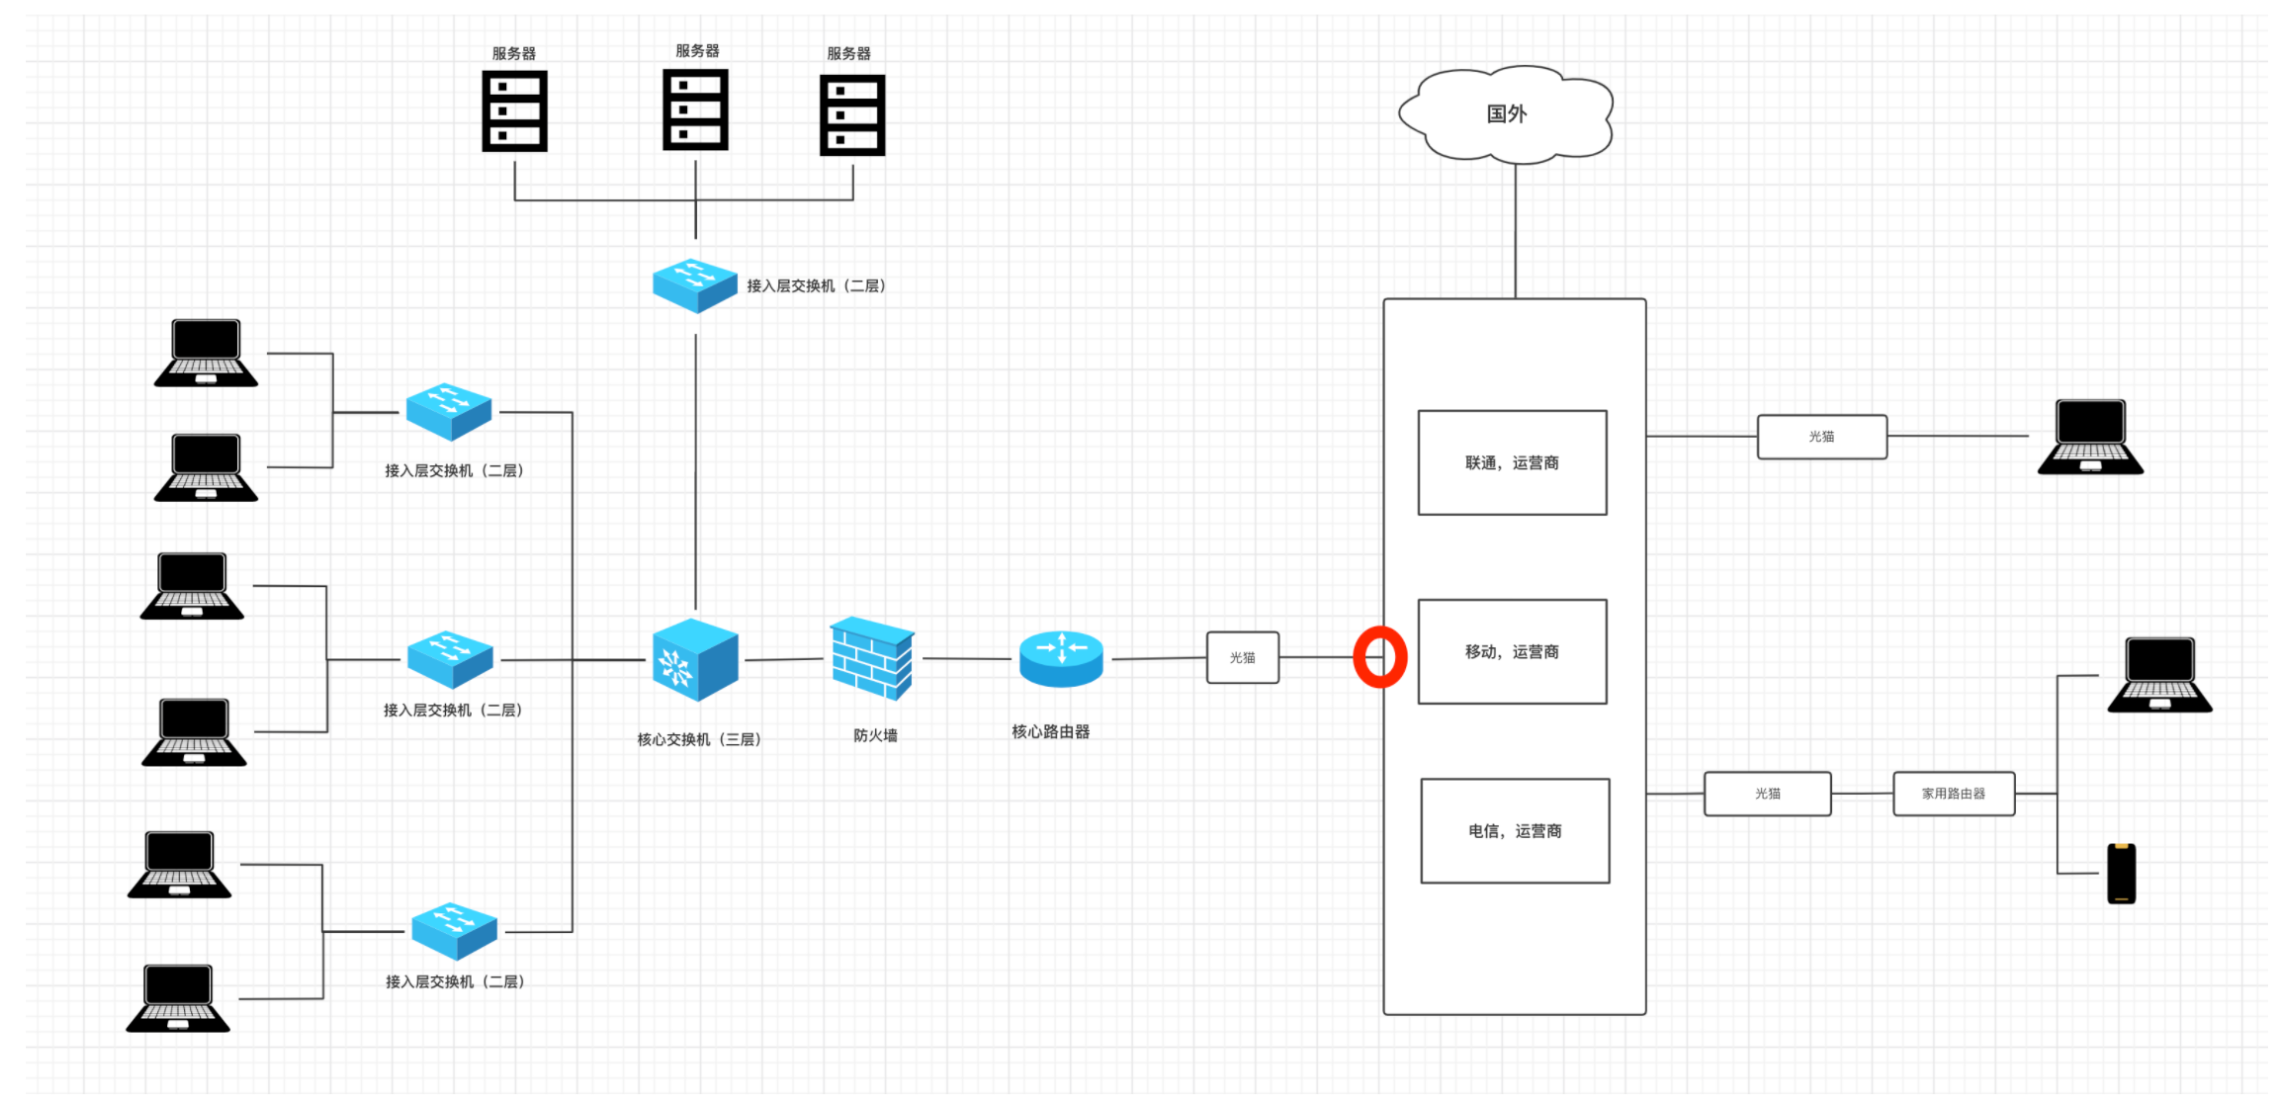 服务器
服务器
服务器
国外
接入层交换机（二层）
接入层交换机（二层）
联通，运营商
光猫
接入层交换机（二层）
核心交换机（三层）
防火墙
核心路由器
光猫
移动，运营商
电信，运营商
光猫
家用路由器
接入层交换机（二层）